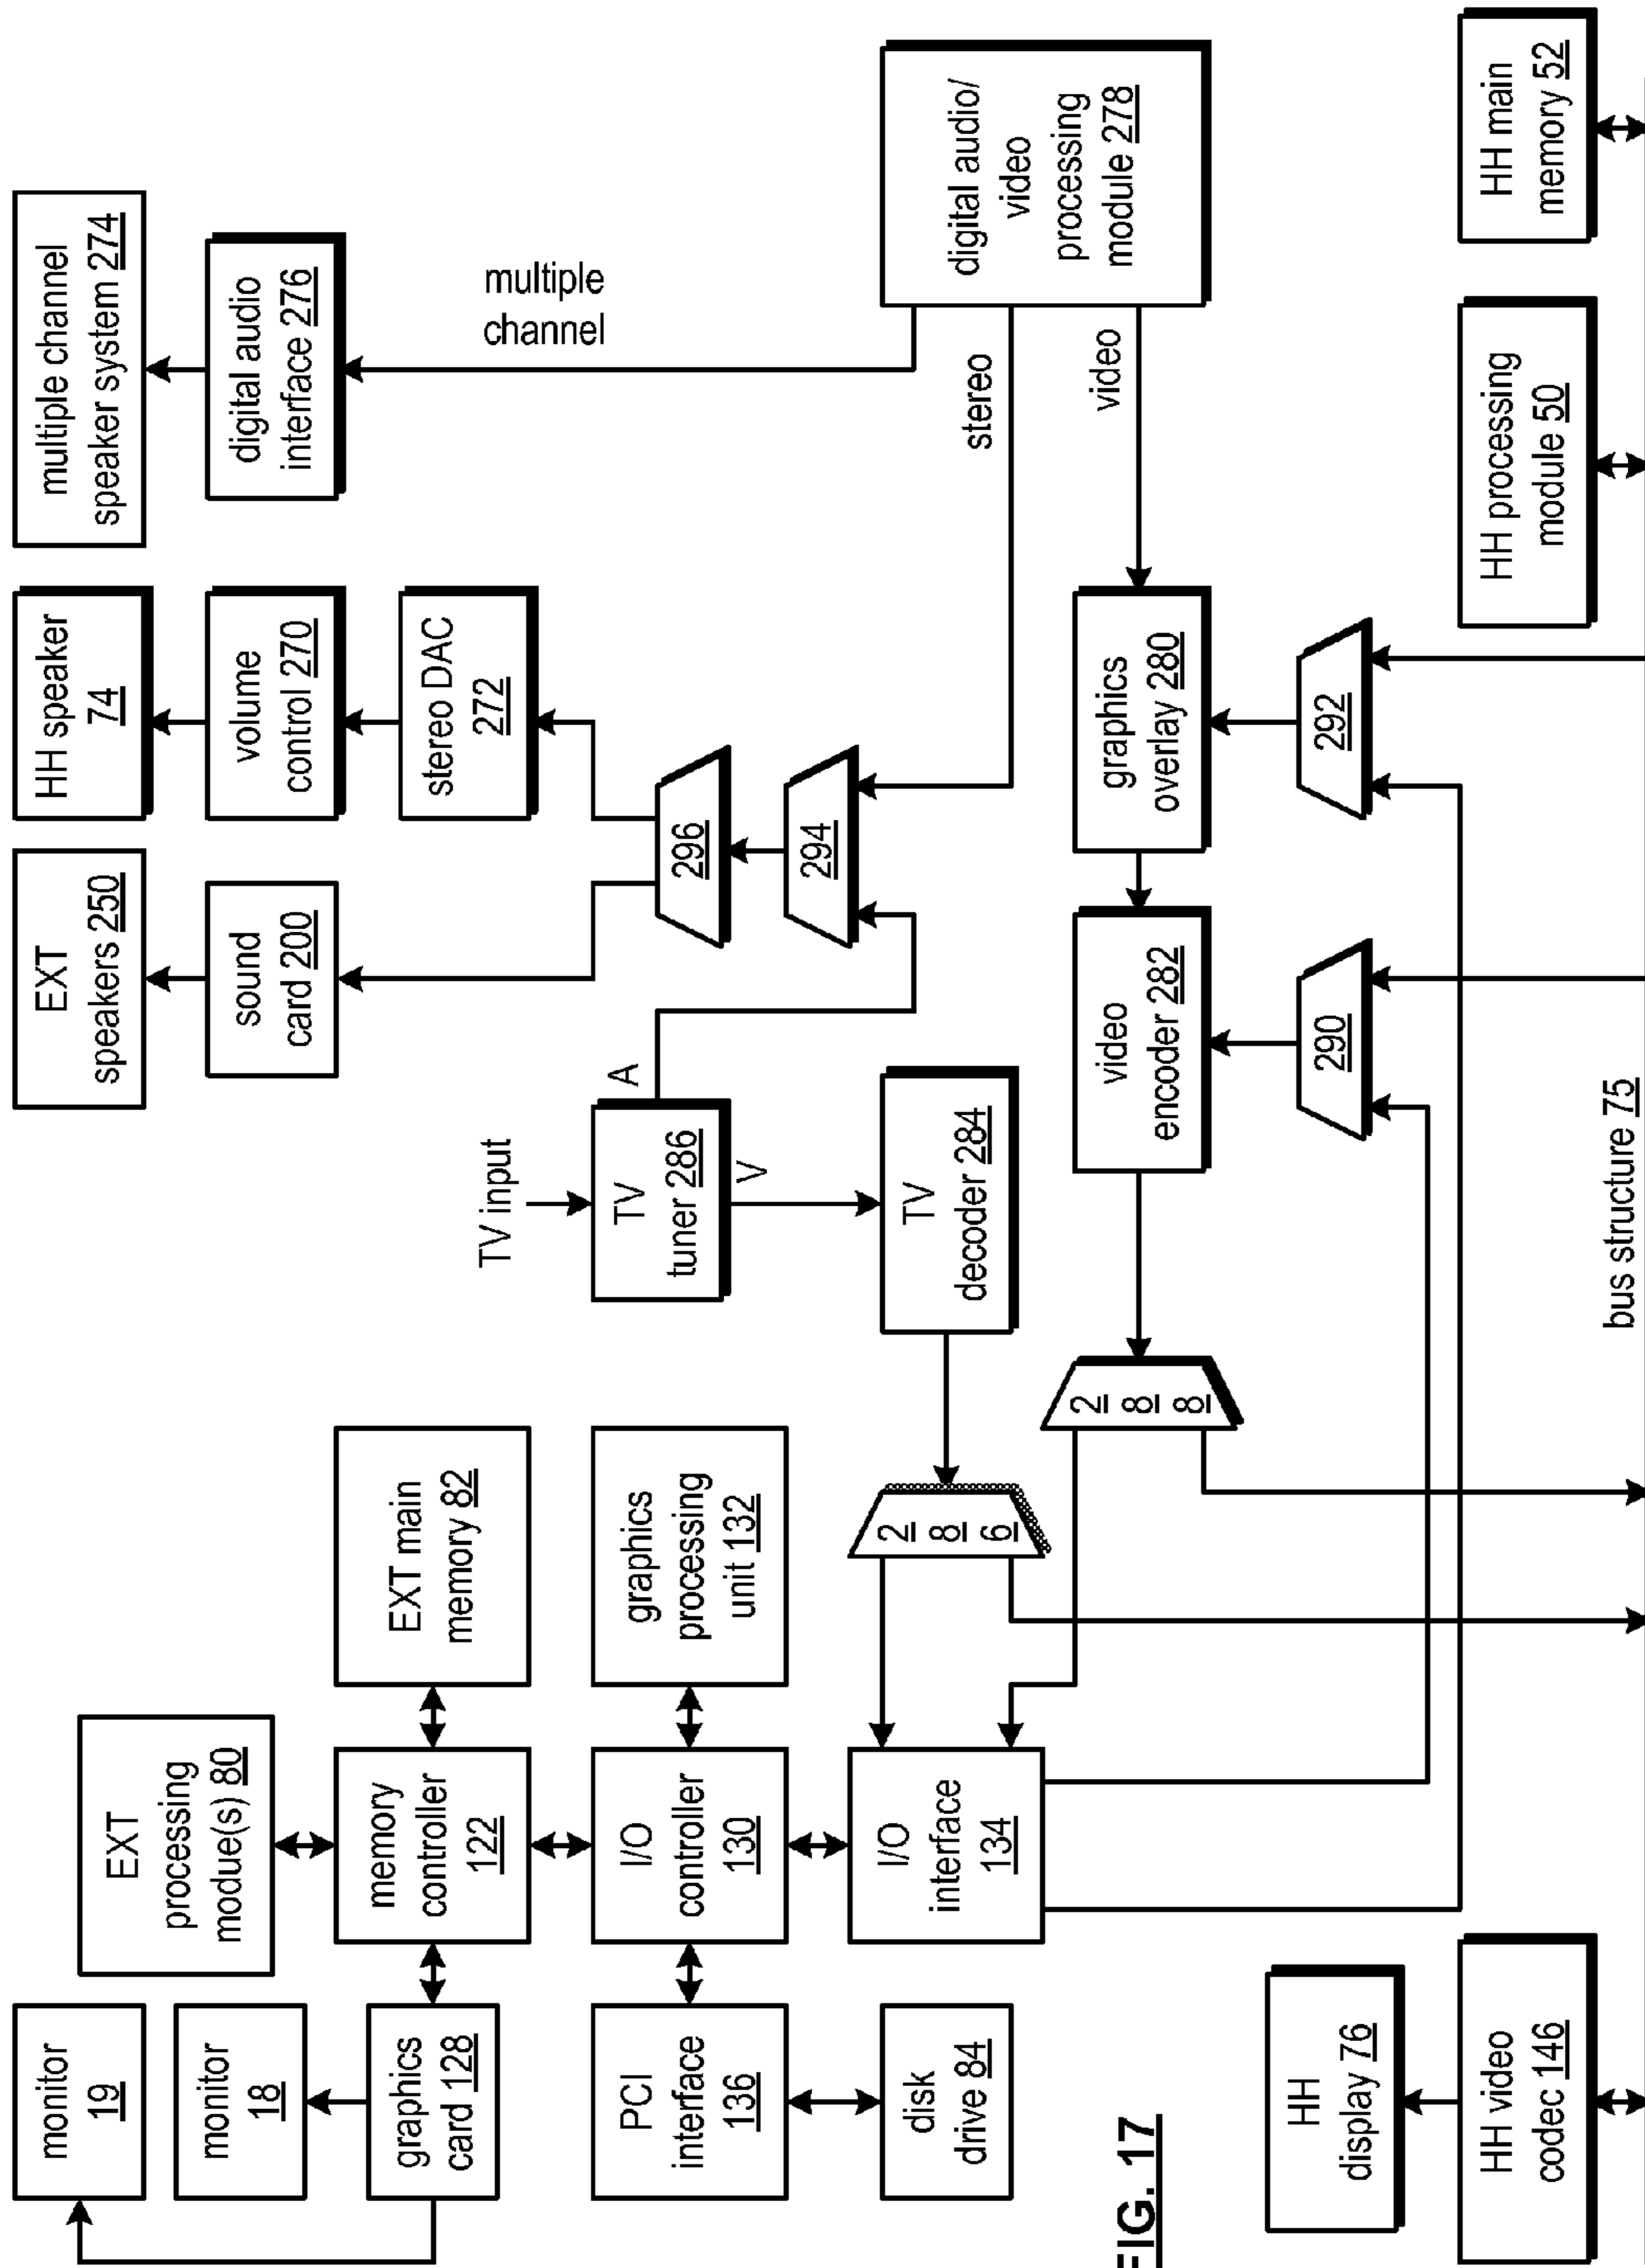 monitor
19
EXT
processing
modue(s) 80
EXT
speakers 250
HH speaker
74
multiple channel
speaker system 274
monitor
18
sound
card 200
volume
control 270
digital audio
interface 276
graphics
card 128
memory
controller
122
EXT main
memory 82
stereo DAC
272
multiple
channel
TV input
PCI
interface
136
I/O
controller
130
graphics
processing
unit 132
TV
tuner 286
A
V
296
294
disk
drive 84
I/O
interface
134
2
8
6
TV
decoder 284
stereo
digital audio/
video
processing
module 278
FIG. 17
2
8
8
video
encoder 282
graphics
overlay 280
video
HH
display 76
290
292
HH video
codec 146
HH processing
module 50
HH main
memory 52
bus structure 75